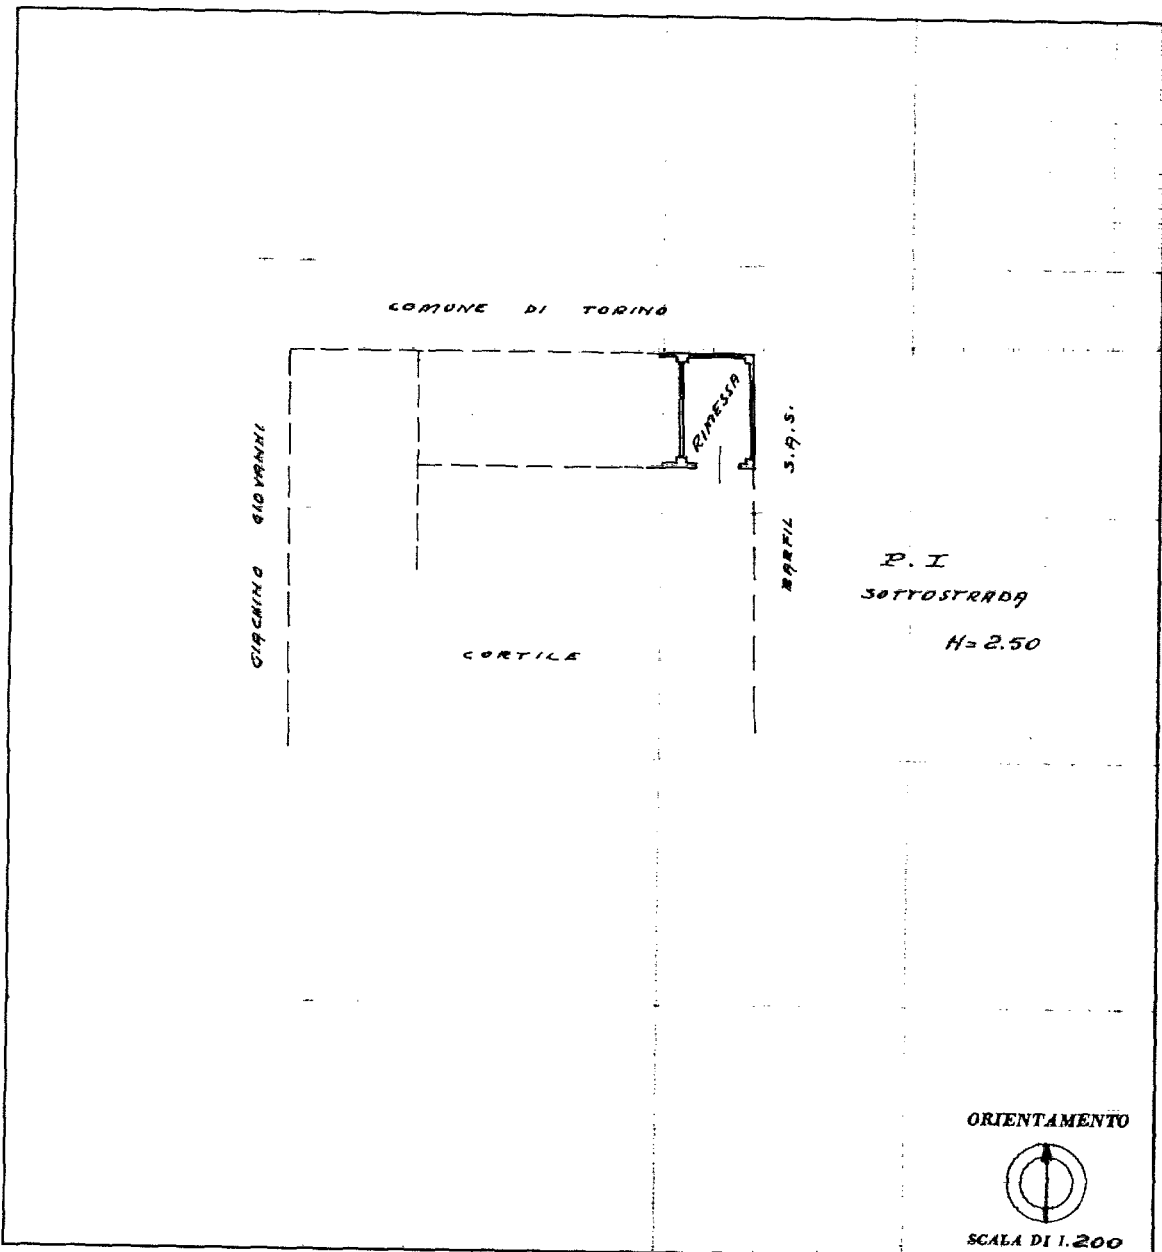 COMUNE DI TORINO
RIMESSA
GIACHINO GIOVANNI
BARFIL S.A.S.
P. I
SOTTOSTRADA
H= 2.50
CORTILE
ORIENTAMENTO
SCALA DI 1.200